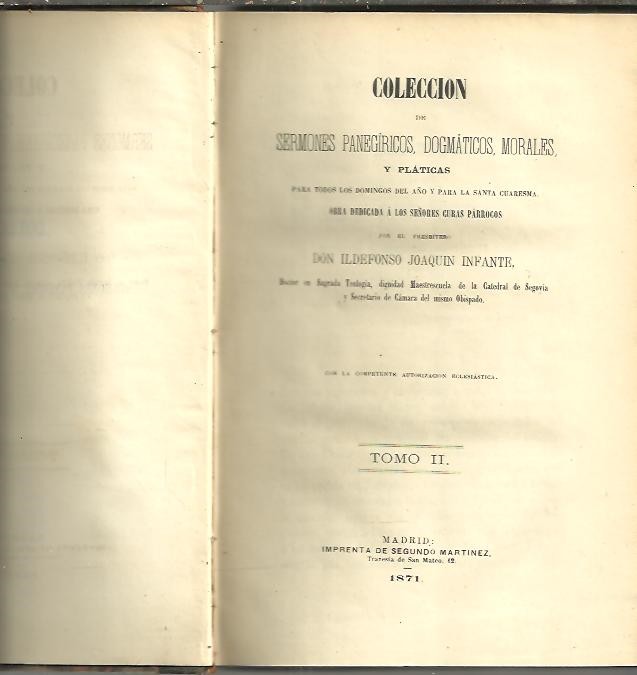 COLECCION
DE
SERMONES PANEGÍRICOS, DOGMÁTICOS, MORALES,
Y PLÁTICAS
PARA TODOS LOS DOMINGOS DEL AÑO Y PARA LA SANTA CUARESMA.
OBRA DEDICADA Á LOS SEÑORES CURAS PÁRROCOS
POR EL PRESBÍTERO
DON ILDEFONSO JOAQUIN INFANTE,
Doctor en Sagrada Teología, dignidad Maestrescuela de la Catedral de Segovia
y Secretario de Cámara del mismo Obispado.
CON LA COMPETENTE AUTORIZACION ECLESIÁSTICA.
TOMO II.
MADRID:
IMPRENTA DE SEGUNDO MARTINEZ,
Travesía de San Mateo, 12.
1871.